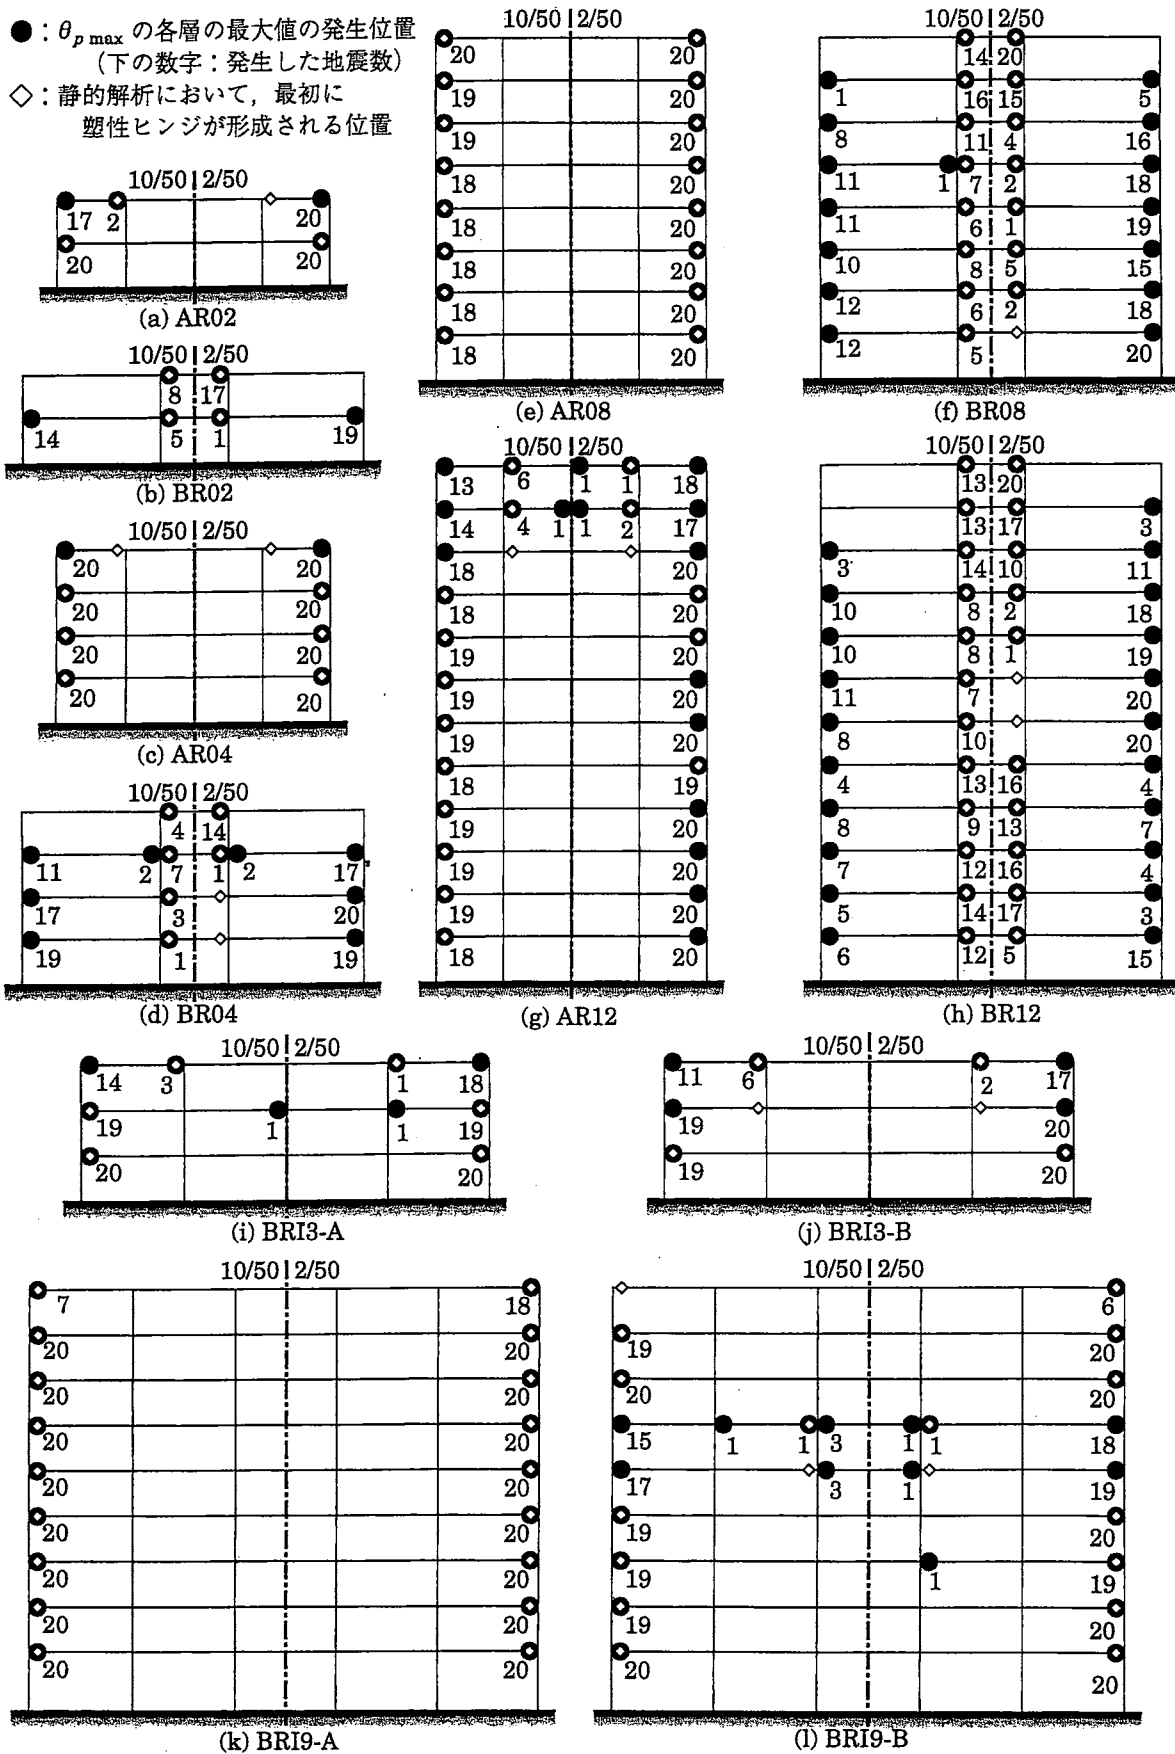 ●：θp max の各層の最大値の発生位置
（下の数字：発生した地震数）
◇：静的解析において，最初に
塑性ヒンジが形成される位置
10/50 2/50
17 2 20
20 20
(a) AR02
10/50 2/50
8 17
14 5 1 19
(b) BR02
10/50 2/50
20 20
20 20
20 20
20 20
(c) AR04
10/50 2/50
4 14
11 2 7 1 2 17
17 3 20
19 1 19
(d) BR04
10/50 2/50
20 20
19 20
19 20
18 20
18 20
18 20
18 20
18 20
(e) AR08
10/50 2/50
14 20
1 16 15 5
8 11 4 16
11 1 7 2 18
11 6 1 19
10 8 5 15
12 6 2 18
12 5 20
(f) BR08
10/50 2/50
13 6 1 1 18
14 4 1 1 2 17
18 20
18 20
19 20
19 20
19 20
18 19
19 20
19 20
19 20
18 20
(g) AR12
10/50 2/50
13 20
13 17 3
3 14 10 11
10 8 2 18
10 8 1 19
11 7 20
8 10 20
4 13 16 4
8 9 13 7
7 12 16 4
5 14 17 3
6 12 5 15
(h) BR12
10/50 2/50
14 3 1 18
19 1 1 19
20 20
(i) BRI3-A
10/50 2/50
11 6 2 17
19 20
19 20
(j) BRI3-B
10/50 2/50
7 18
20 20
20 20
20 20
20 20
20 20
20 20
20 20
20 20
(k) BRI9-A
10/50 2/50
6
19 20
20 20
15 1 1 3 1 1 18
17 3 1 19
19 20
19 1 19
19 20
20 20
(l) BRI9-B